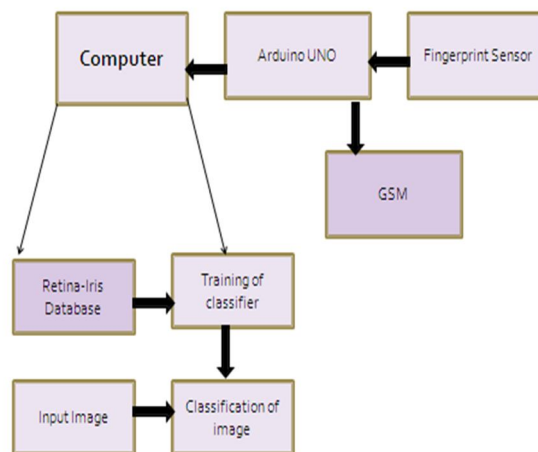 Computer
Arduino UNO
Fingerprint Sensor
GSM
Retina-Iris
Database
Training of
classifier
Input Image
Classification of
image